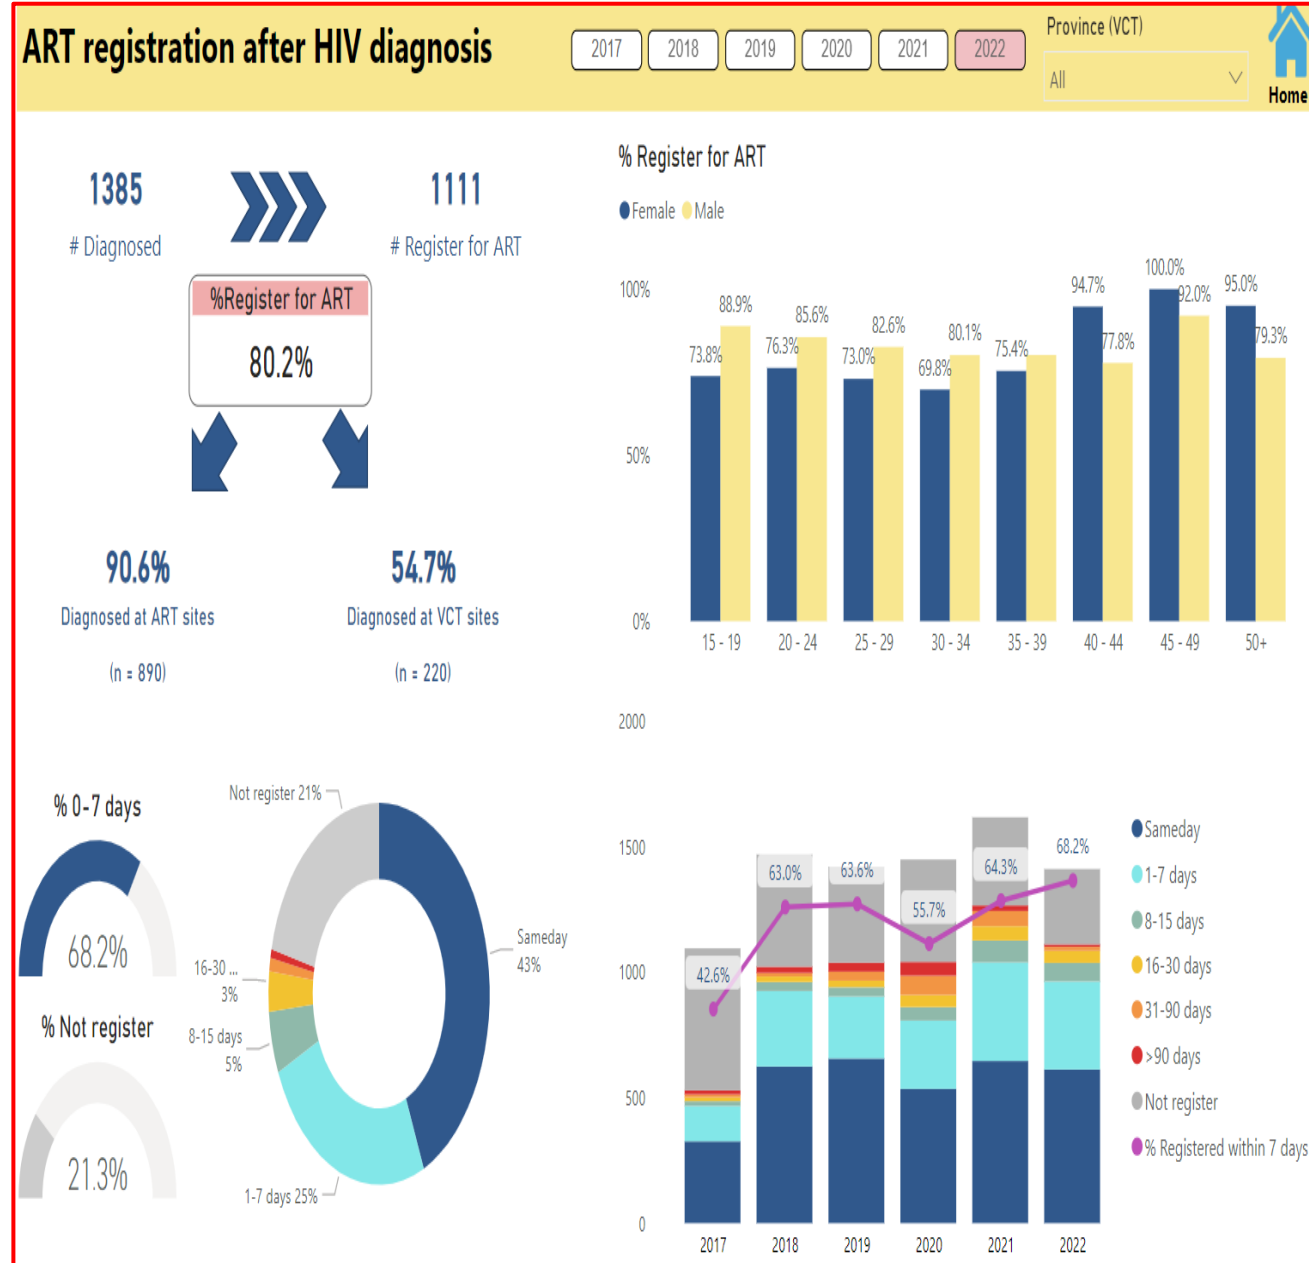 ART registration after HIV diagnosis
2017 2018 2019 2020 2021 2022
Province (VCT)
All
Home
1385
# Diagnosed
1111
# Register for ART
%Register for ART
80.2%
90.6%
Diagnosed at ART sites
(n = 890)
54.7%
Diagnosed at VCT sites
(n = 220)
% Register for ART
Female Male
100%
50%
0%
73.8% 88.9% 76.3% 85.6% 73.0% 82.6% 69.8% 80.1% 75.4% 94.7% 77.8% 100.0% 92.0% 95.0% 79.3%
15 - 19 20 - 24 25 - 29 30 - 34 35 - 39 40 - 44 45 - 49 50+
% 0-7 days
68.2%
% Not register
21.3%
Not register 21%
Sameday
43%
16-30 ...
3%
8-15 days
5%
1-7 days 25%
2000
1500
1000
500
0
42.6% 63.0% 63.6% 55.7% 64.3% 68.2%
2017 2018 2019 2020 2021 2022
Sameday
1-7 days
8-15 days
16-30 days
31-90 days
>90 days
Not register
% Registered within 7 days